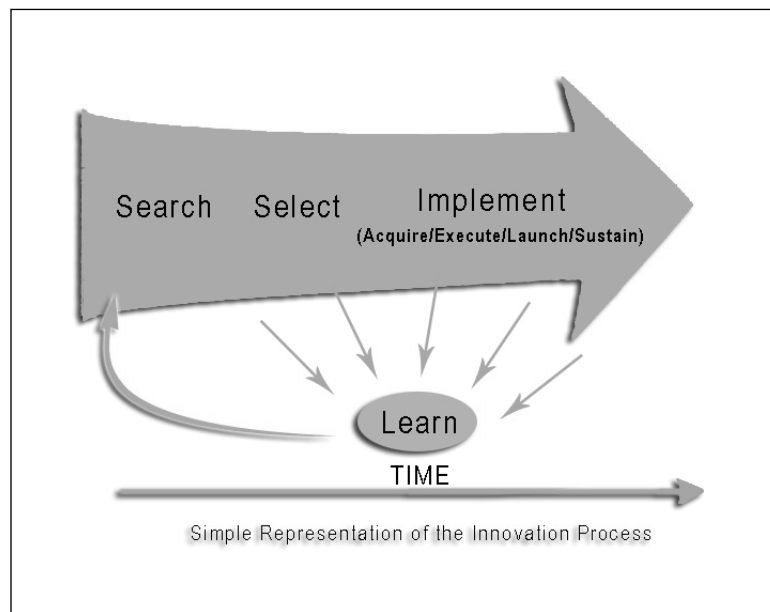 Search Select Implement
(Acquire/Execute/Launch/Sustain)
Learn
TIME
Simple Representation of the Innovation Process